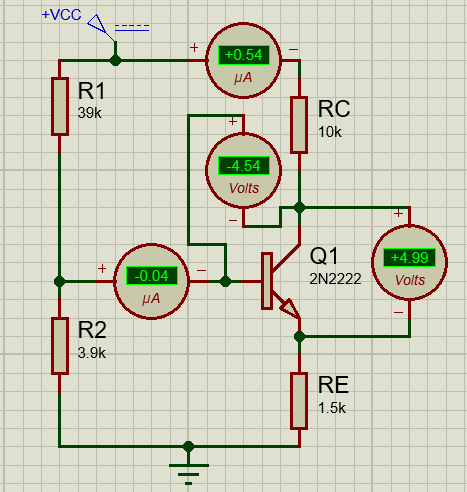 +VCC
+ +0.54 −
µA
R1
39k
RC
10k
+
-4.54
Volts
−
+
+4.99
Volts
−
Q1
2N2222
+ -0.04 −
µA
R2
3.9k
RE
1.5k